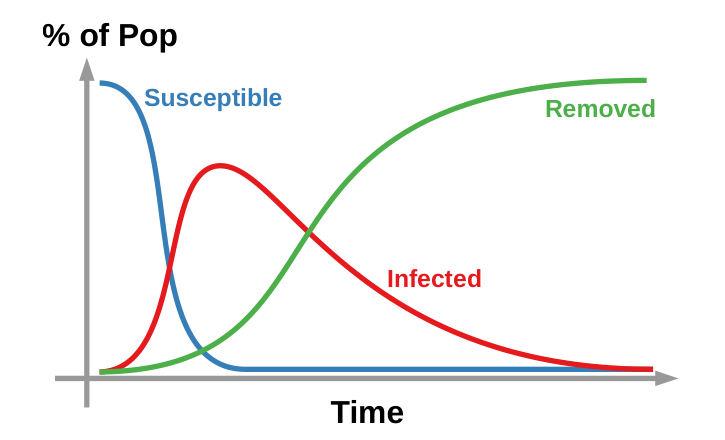 % of Pop
Susceptible
Removed
Infected
Time